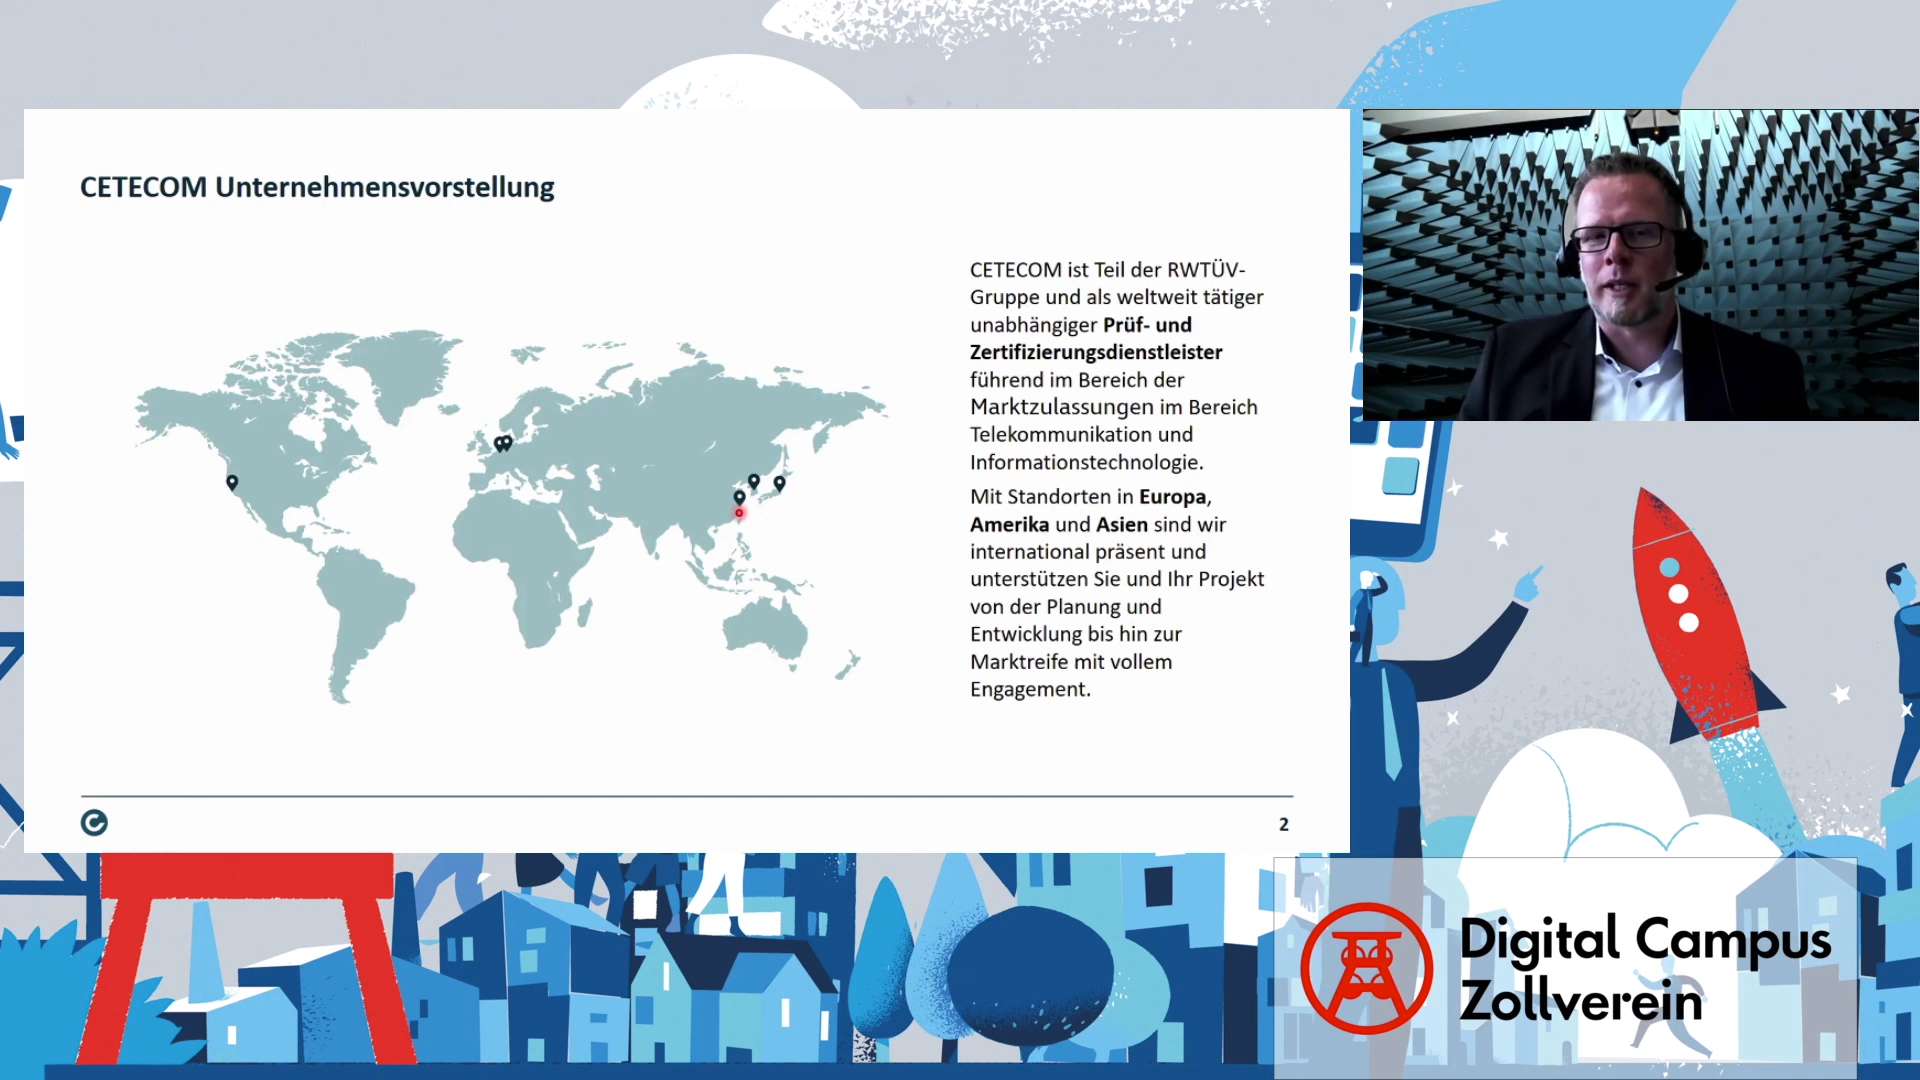 CETECOM Unternehmensvorstellung
CETECOM ist Teil der RWTÜV-
Gruppe und als weltweit tätiger
unabhängiger Prüf- und
Zertifizierungsdienstleister
führend im Bereich der
Marktzulassungen im Bereich
Telekommunikation und
Informationstechnologie.
Mit Standorten in Europa,
Amerika und Asien sind wir
international präsent und
unterstützen Sie und Ihr Projekt
von der Planung und
Entwicklung bis hin zur
Marktreife mit vollem
Engagement.
2
Digital Campus
Zollverein